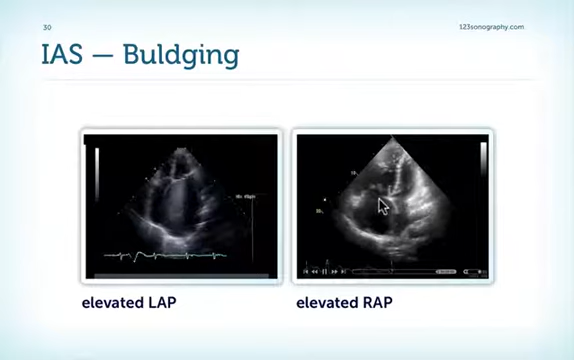 30
123sonography.com
IAS — Buldging
elevated LAP
elevated RAP